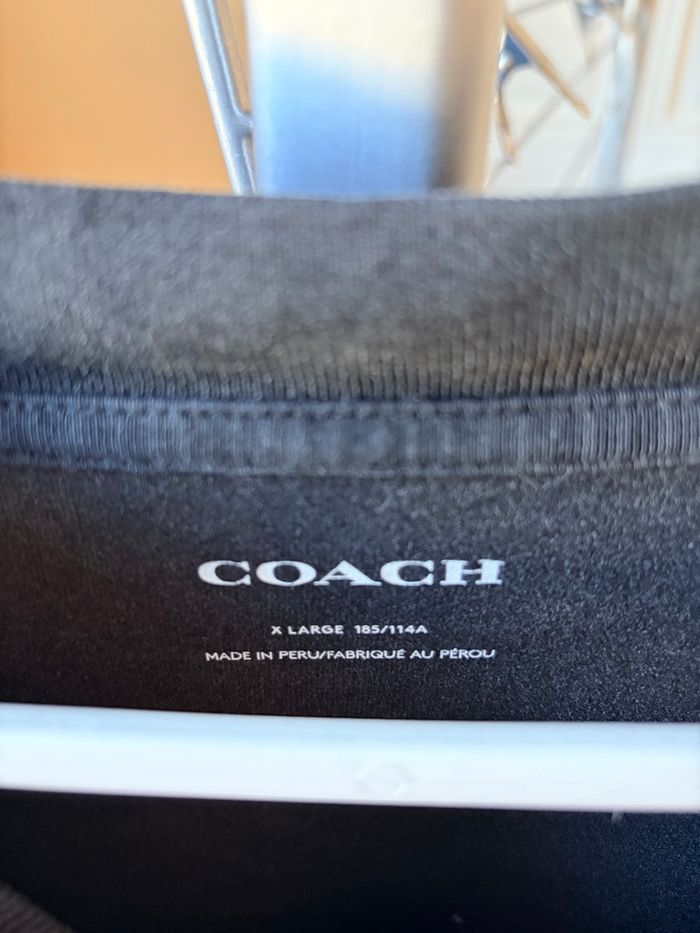 COACH
X LARGE 185/114A
MADE IN PERU/FABRIQUÉ AU PÉROU